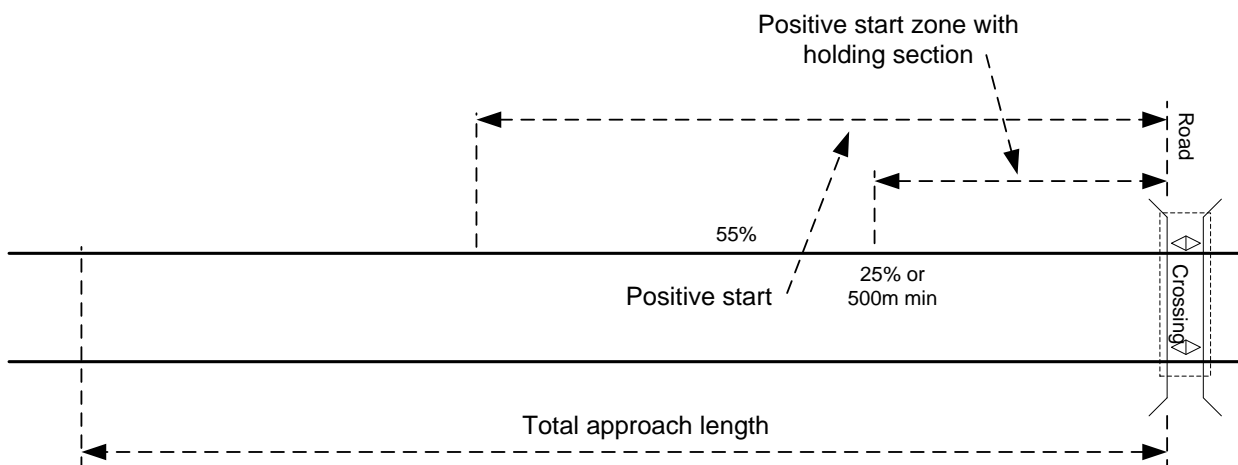 Positive start zone with
holding section
Road
55%
25% or
500m min
Positive start
Crossing
Total approach length